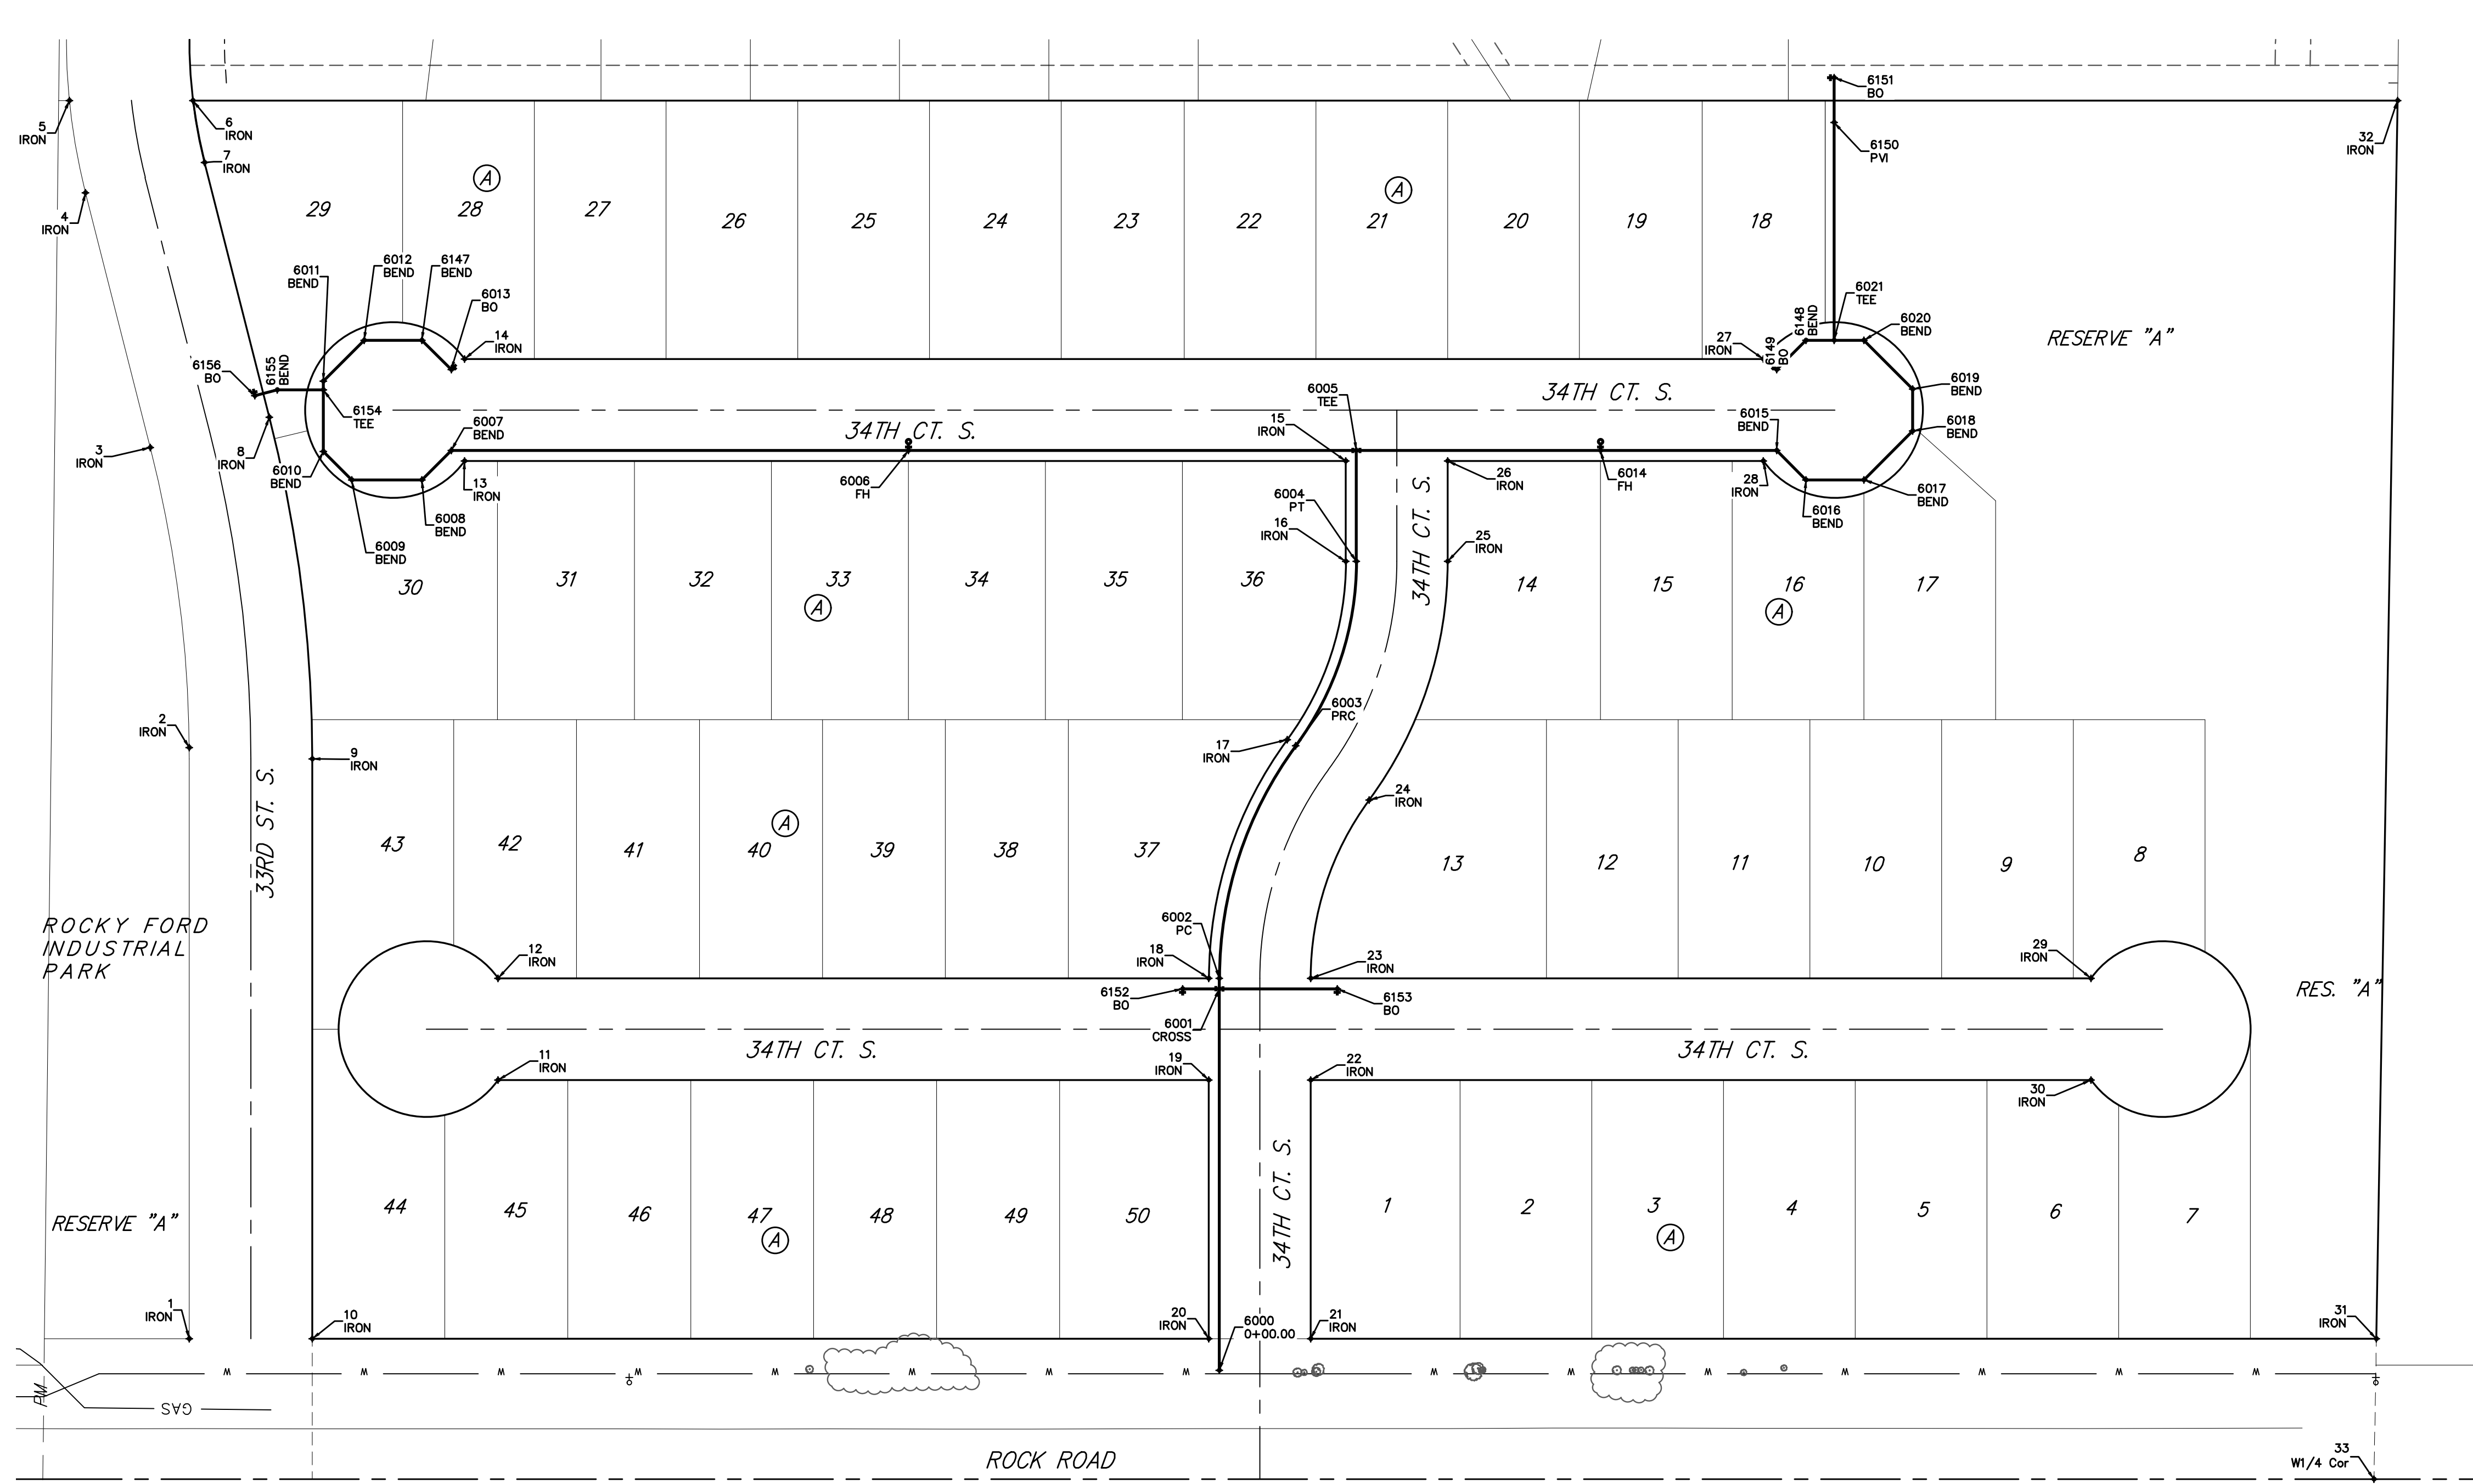 6151
BO
5
IRON
6
IRON
32
IRON
7
IRON
6150
PVI
A
A
29
28
27
26
25
24
23
22
21
20
19
18
4
IRON
6011
BEND
6012
BEND
6147
BEND
6013
BO
14
IRON
27
IRON
6149
BO
6148
BEND
6021
TEE
6020
BEND
RESERVE "A"
6156
BO
6155
BEND
6154
TEE
6007
BEND
6005
TEE
34TH CT. S.
6015
BEND
6019
BEND
6018
BEND
3
IRON
8
IRON
34TH CT. S.
15
IRON
6010
BEND
13
IRON
6006
FH
26
IRON
6014
FH
28
IRON
6017
BEND
6004
PT
16
IRON
34TH CT. S.
6016
BEND
6008
BEND
6009
BEND
25
IRON
30
31
32
33
34
35
36
14
15
16
17
A
A
2
IRON
9
IRON
17
IRON
6003
PRC
24
IRON
33RD ST. S.
A
43
42
41
40
39
38
37
13
12
11
10
9
8
ROCKY FORD
INDUSTRIAL
PARK
6002
PC
12
IRON
18
IRON
23
IRON
29
IRON
6152
BO
6153
BO
RES. "A"
6001
CROSS
34TH CT. S.
34TH CT. S.
11
IRON
19
IRON
22
IRON
30
IRON
34TH CT. S.
RESERVE "A"
44
45
46
47
48
49
50
1
2
3
4
5
6
7
A
A
1
IRON
10
IRON
20
IRON
6000
0+00.00
21
IRON
31
IRON
W W W W W W W W W W W W W W W W
PM
GAS
ROCK ROAD
33
W1/4 Cor